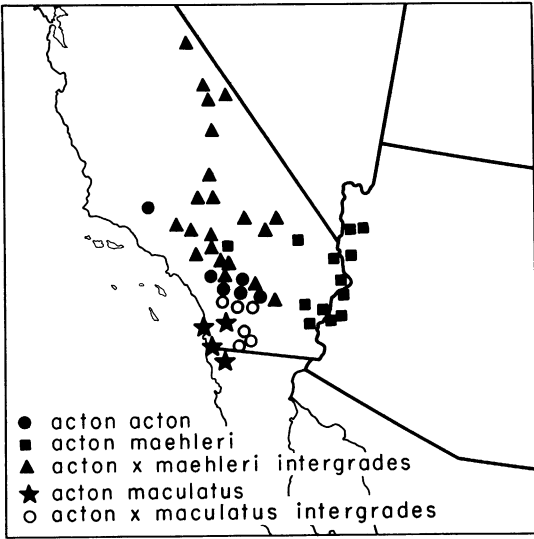 acton acton
acton maehleri
acton x maehleri intergrades
acton maculatus
acton x maculatus intergrades